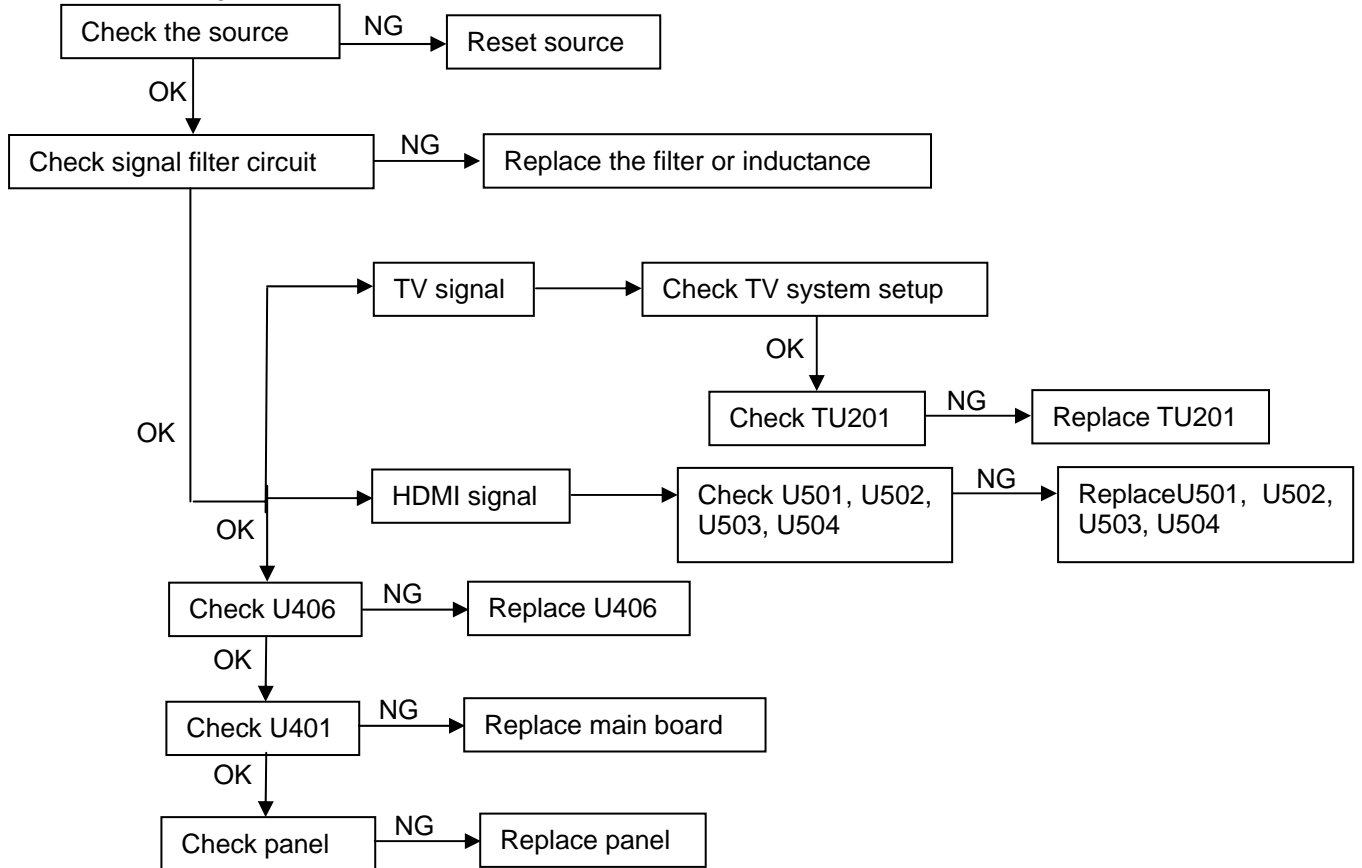 Check the source
NG
Reset source
OK
Check signal filter circuit
NG
Replace the filter or inductance
TV signal
Check TV system setup
OK
Check TU201
NG
Replace TU201
OK
HDMI signal
Check U501, U502,
U503, U504
NG
ReplaceU501, U502,
U503, U504
OK
Check U406
NG
Replace U406
OK
Check U401
NG
Replace main board
OK
Check panel
NG
Replace panel